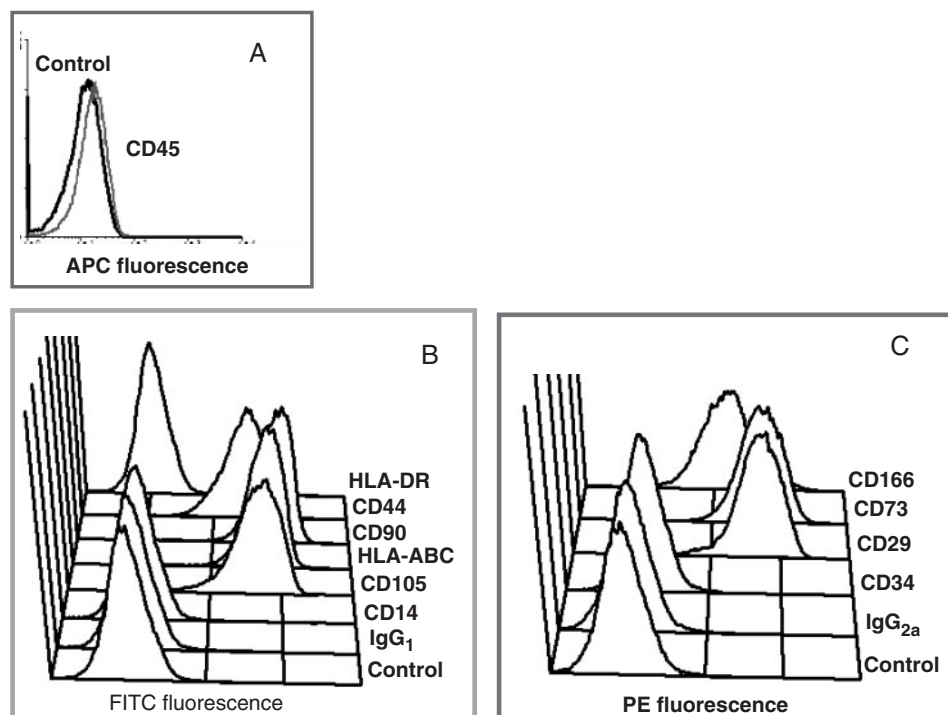 A
Control
CD45
APC fluorescence
B
HLA-DR
CD44
CD90
HLA-ABC
CD105
CD14
IgG1
Control
FITC fluorescence
C
CD166
CD73
CD29
CD34
IgG2a
Control
PE fluorescence